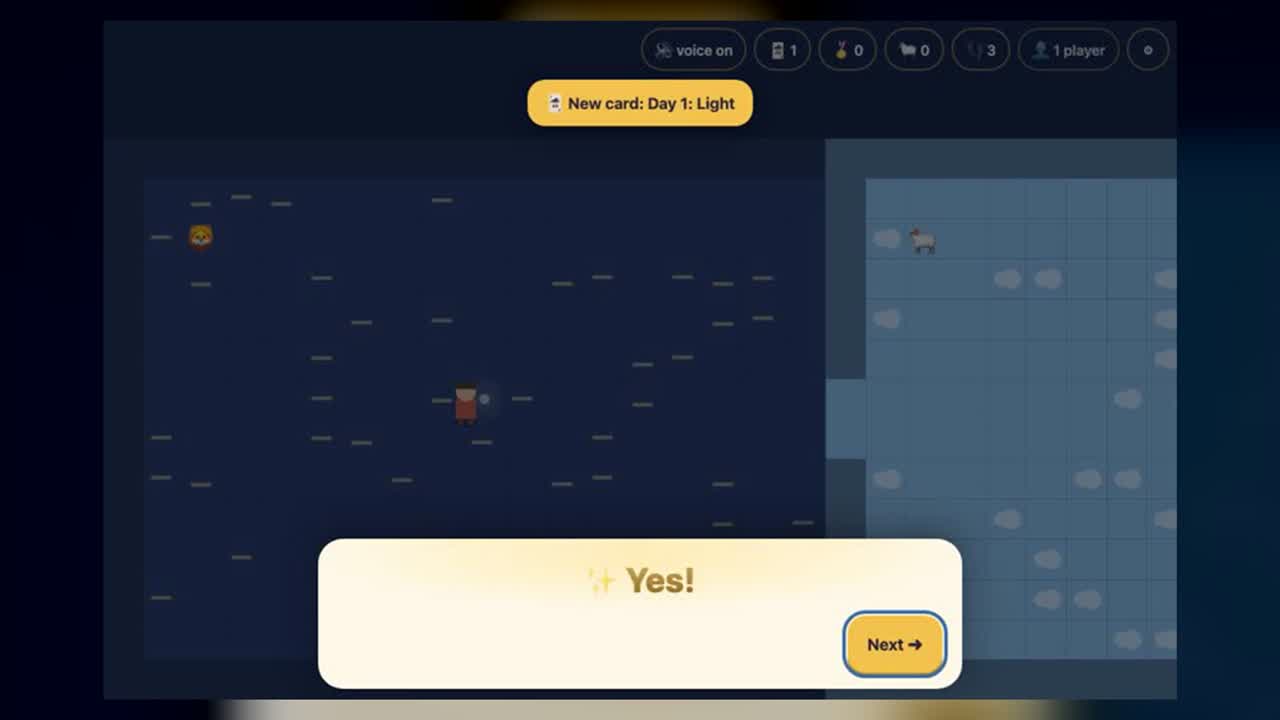 voice on
1
0
0
3
1 player
New card: Day 1: Light
Yes!
Next →